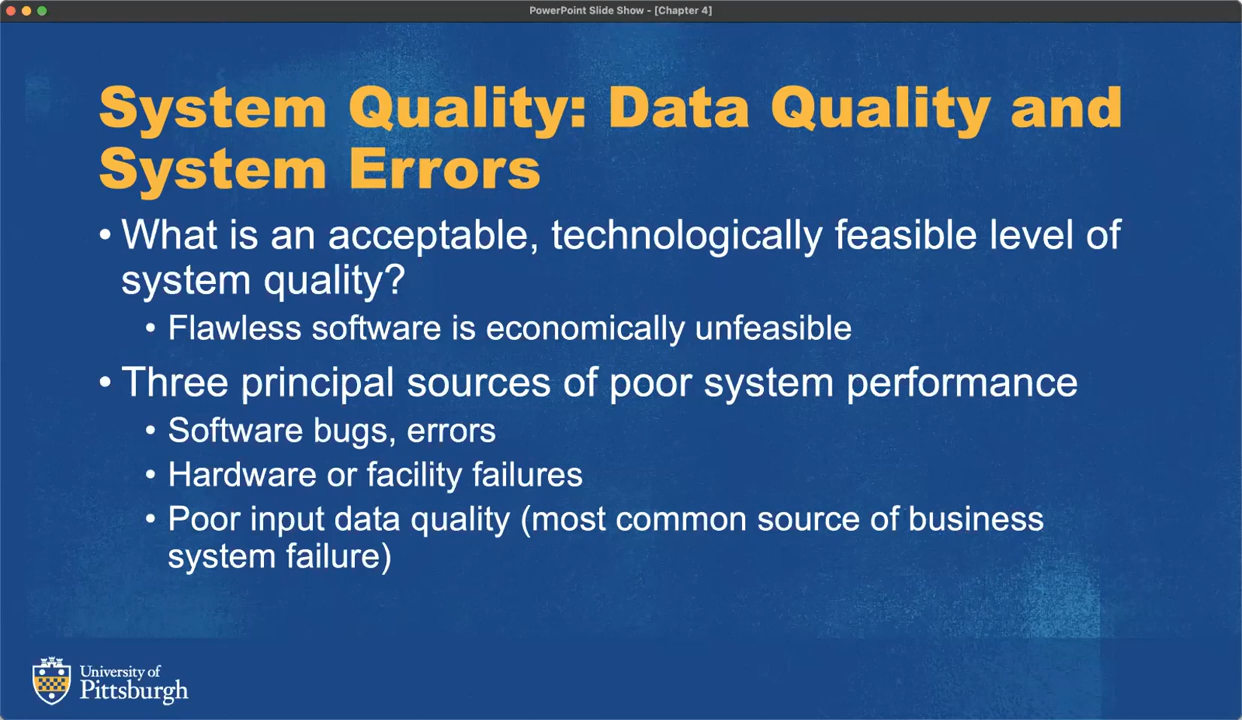 PowerPoint Slide Show - [Chapter 4]
System Quality: Data Quality and
System Errors
• What is an acceptable, technologically feasible level of
system quality?
• Flawless software is economically unfeasible
• Three principal sources of poor system performance
• Software bugs, errors
• Hardware or facility failures
• Poor input data quality (most common source of business
system failure)
University of
Pittsburgh